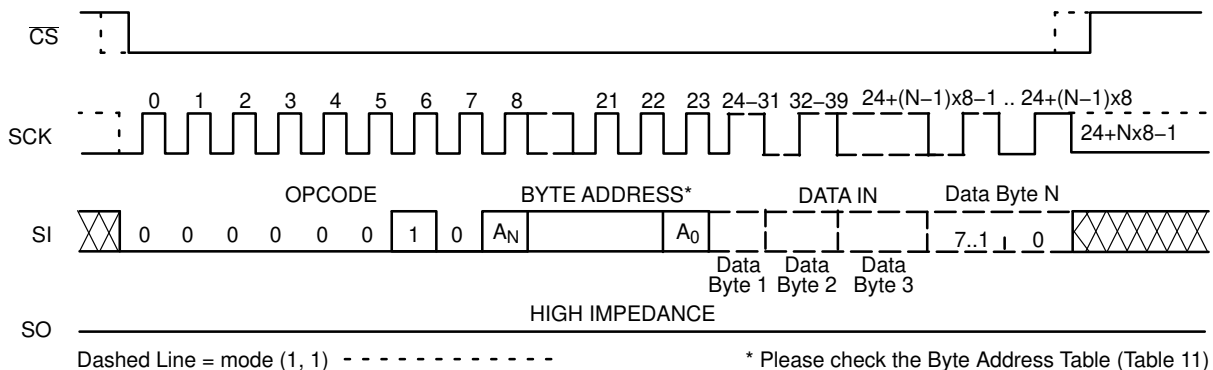 CS
SCK
0 1 2 3 4 5 6 7 8 21 22 23 24–31 32–39 24+(N–1)x8–1 .. 24+(N–1)x8
24+Nx8–1
OPCODE BYTE ADDRESS* DATA IN Data Byte N
SI
0 0 0 0 0 0 1 0 AN A0 7..1 0
Data Byte 1 Data Byte 2 Data Byte 3
HIGH IMPEDANCE
SO
Dashed Line = mode (1, 1) * Please check the Byte Address Table (Table 11)